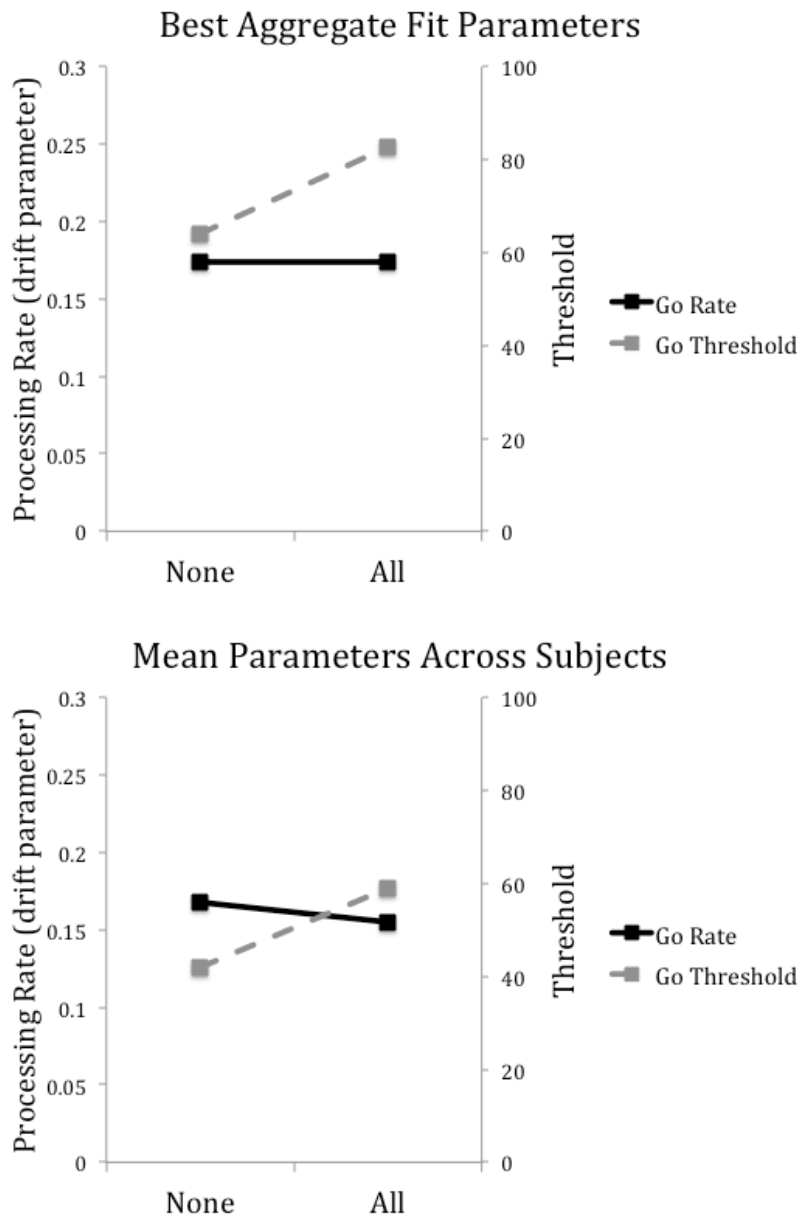 Best Aggregate Fit Parameters
Processing Rate (drift parameter)
0.3
0.25
0.2
0.15
0.1
0.05
0
100
80
60
40
20
0
Threshold
Go Rate
Go Threshold
None
All
Mean Parameters Across Subjects
Processing Rate (drift parameter)
0.3
0.25
0.2
0.15
0.1
0.05
0
100
80
60
40
20
0
Threshold
Go Rate
Go Threshold
None
All